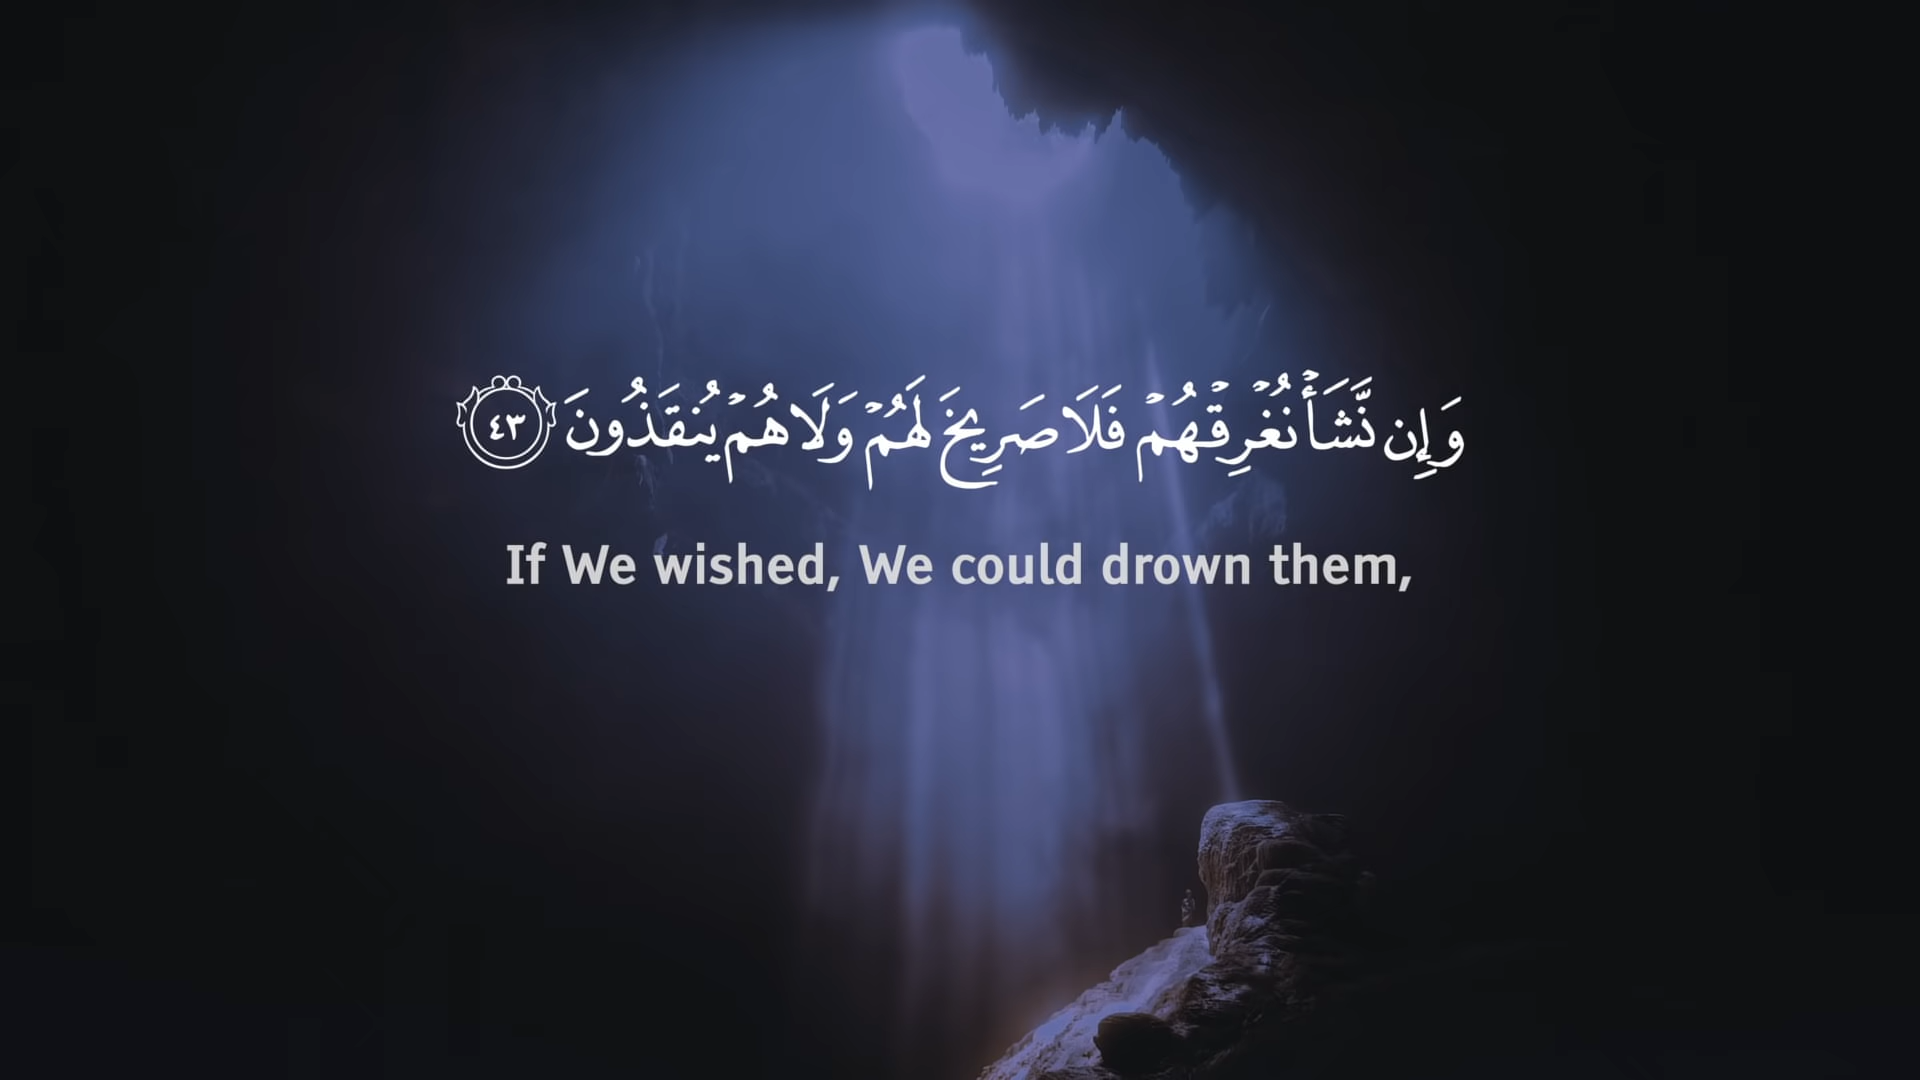 وَإِن نَّشَأْ نُغْرِقْهُمْ فَلَا صَرِيخَ لَهُمْ وَلَا هُمْ يُنقَذُونَ ٤٣
If We wished, We could drown them,